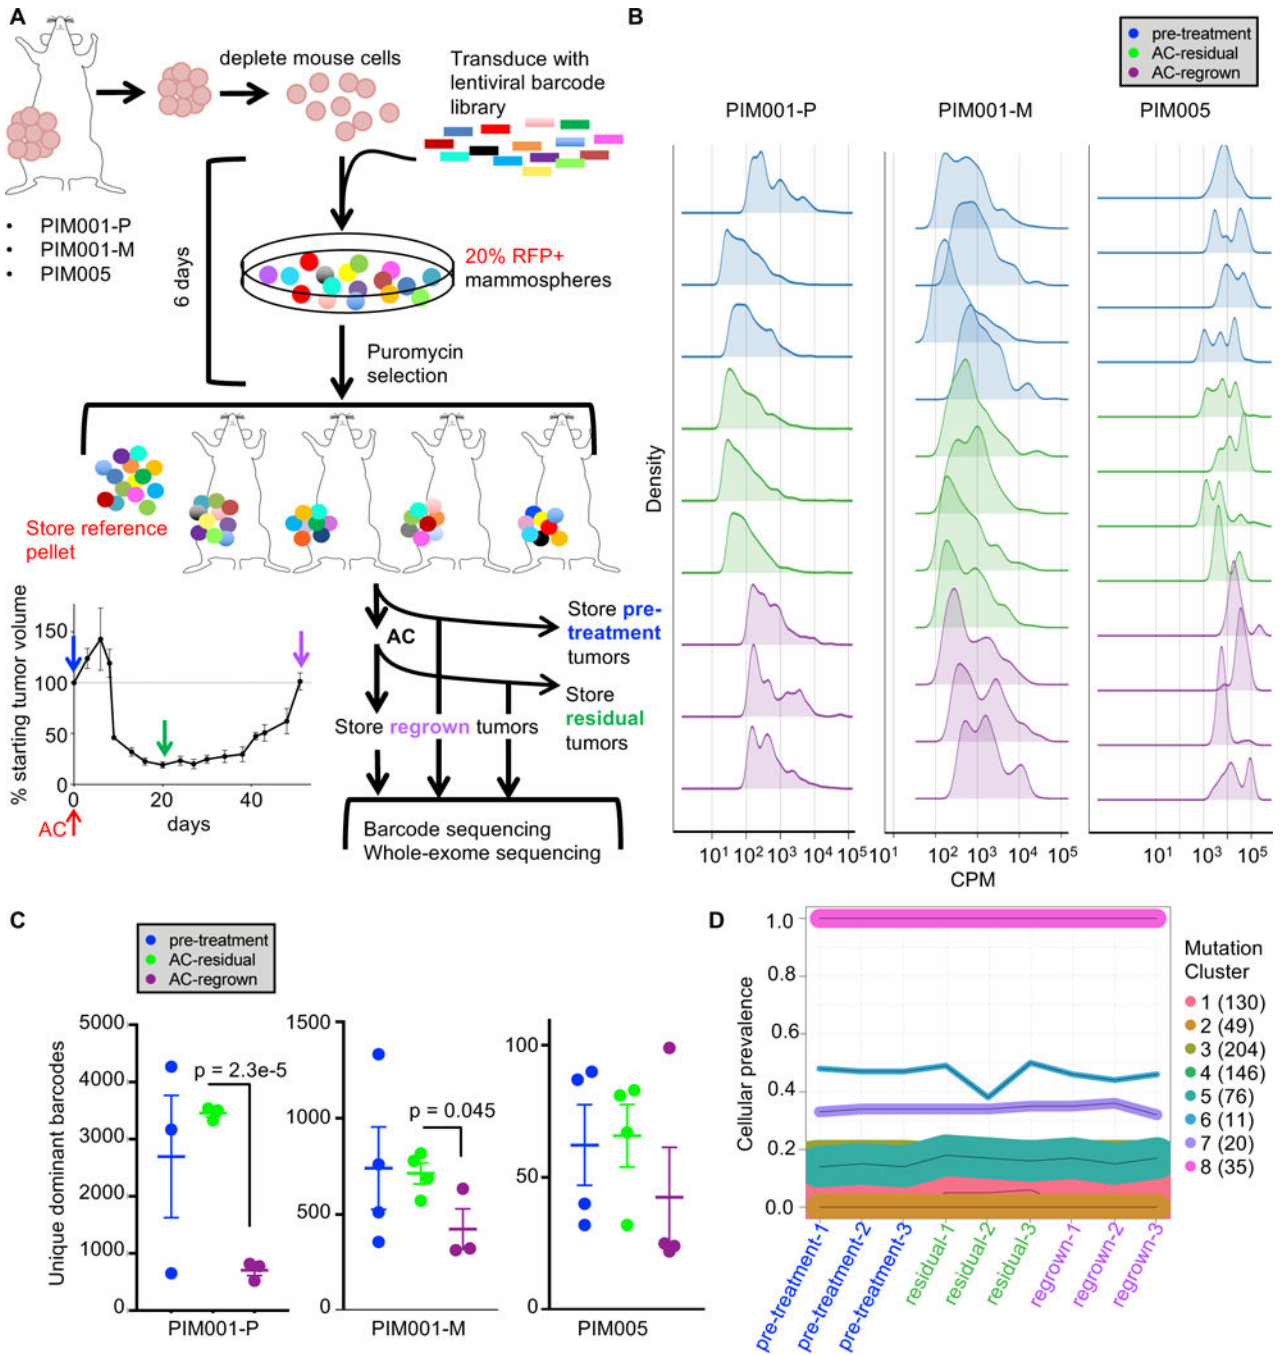 A
deplete mouse cells
Transduce with
lentiviral barcode
library
• PIM001-P
• PIM001-M
• PIM005
6 days
20% RFP+
mammospheres
Puromycin
selection
Store reference
pellet
% starting tumor volume
150
100
50
0
0
20
40
days
AC
AC
Store pre-
treatment
tumors
Store
residual
tumors
Store regrown tumors
Barcode sequencing
Whole-exome sequencing
B
pre-treatment
AC-residual
AC-regrown
PIM001-P
PIM001-M
PIM005
Density
10¹ 10² 10³ 10⁴ 10⁵
10¹ 10² 10³ 10⁴ 10⁵
10¹ 10³ 10⁵
CPM
C
pre-treatment
AC-residual
AC-regrown
Unique dominant barcodes
5000
4000
3000
2000
1000
0
p = 2.3e-5
PIM001-P
1500
1000
500
0
p = 0.045
PIM001-M
100
50
0
PIM005
D
Cellular prevalence
1.0
0.8
0.6
0.4
0.2
0.0
pre-treatment-1
pre-treatment-2
pre-treatment-3
residual-1
residual-2
residual-3
regrown-1
regrown-2
regrown-3
Mutation
Cluster
1 (130)
2 (49)
3 (204)
4 (146)
5 (76)
6 (11)
7 (20)
8 (35)